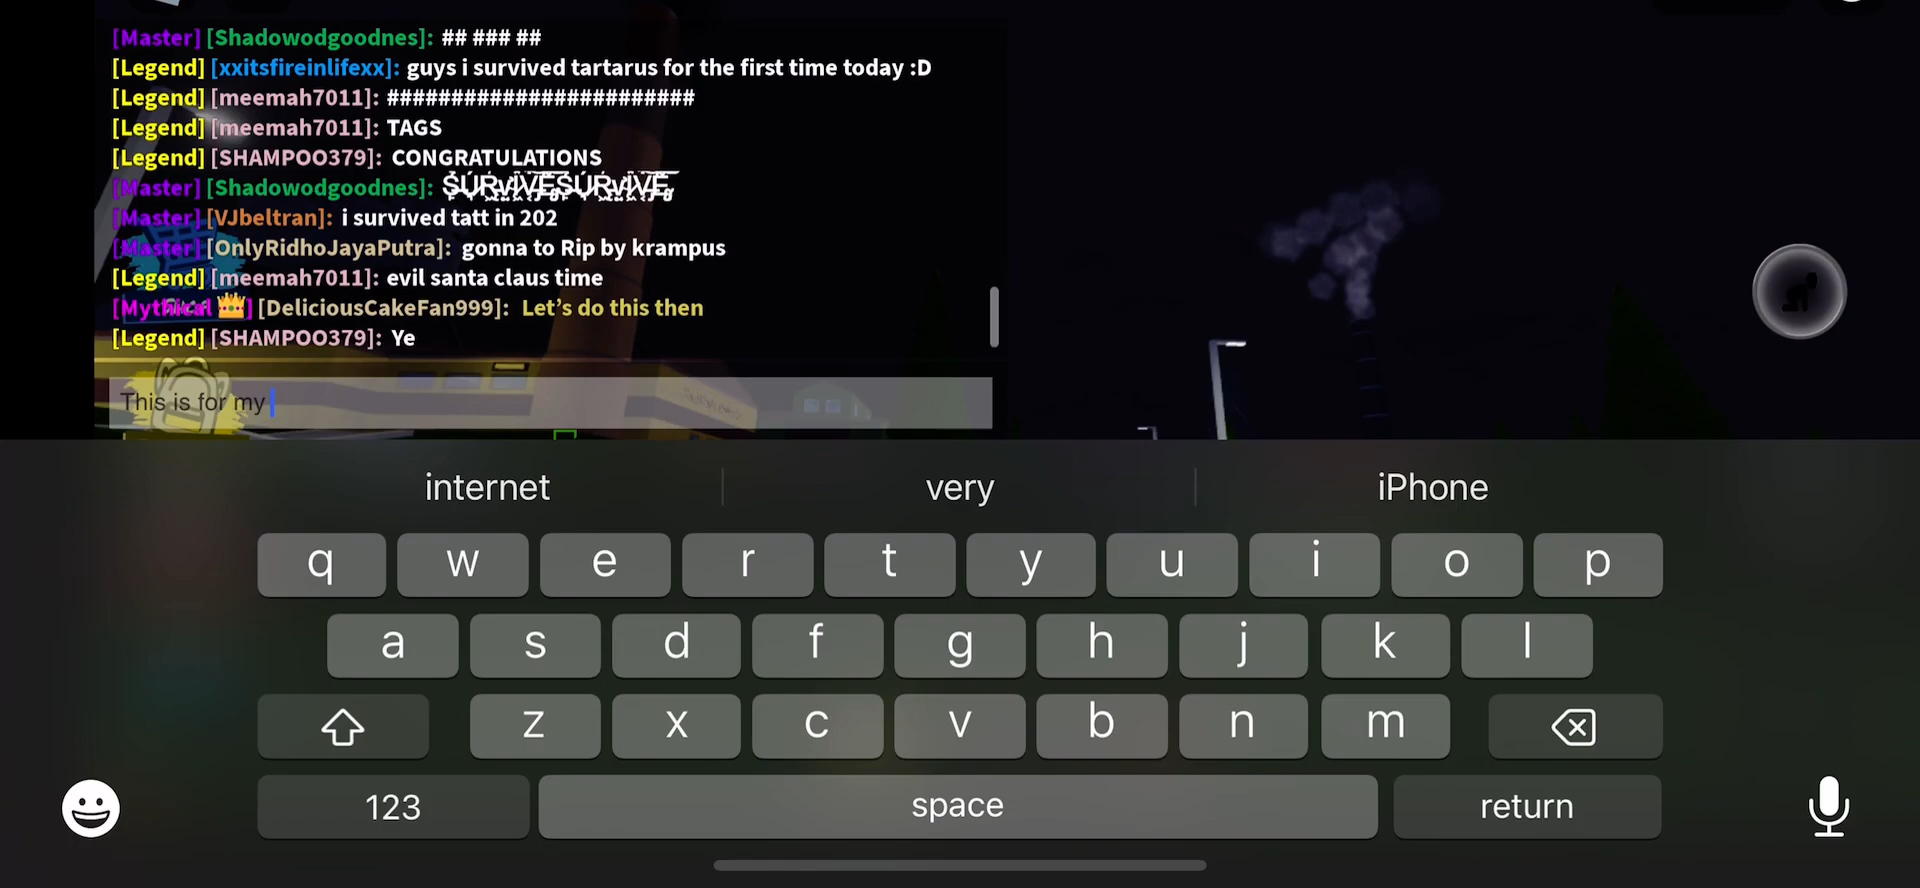 [Master] [Shadowodgoodnes]: ## ### ##
[Legend] [xxitsfireinlifexx]: guys i survived tartarus for the first time today :D
[Legend] [meemah7011]: ########################
[Legend] [meemah7011]: TAGS
[Legend] [SHAMPOO379]: CONGRATULATIONS
[Master] [Shadowodgoodnes]: SURVIVESURVIVE
[Master] [VJbeltran]: i survived tatt in 202
[Master] [OnlyRidhoJayaPutra]: gonna to Rip by krampus
[Legend] [meemah7011]: evil santa claus time
[Mythical 👑] [DeliciousCakeFan999]: Let’s do this then
[Legend] [SHAMPOO379]: Ye
This is for my
internet very iPhone
q w e r t y u i o p
a s d f g h j k l
z x c v b n m
123 space return